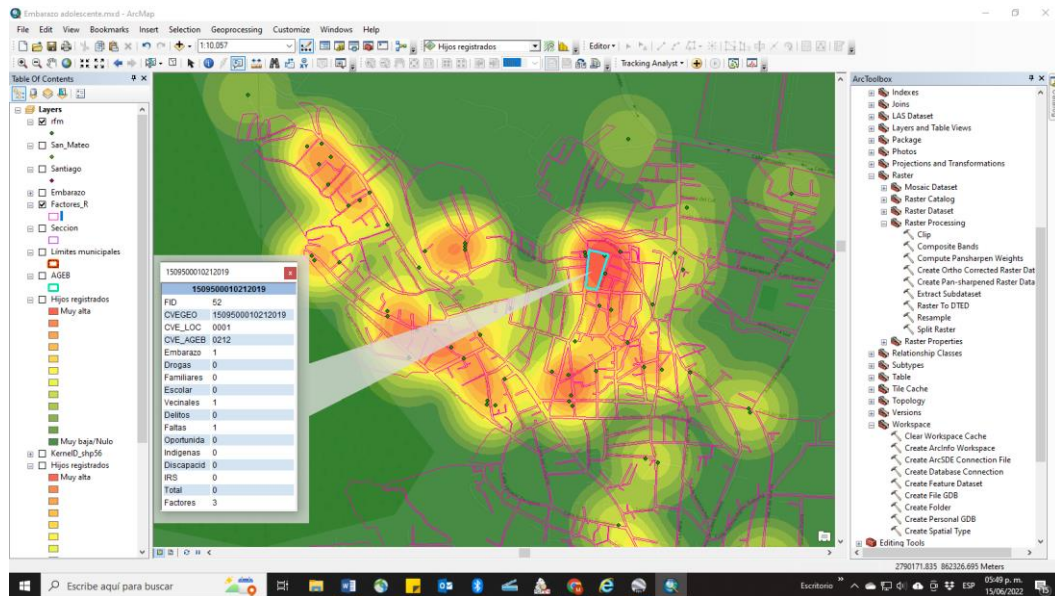 Embarazo adolescente.mxd - ArcMap
File Edit View Bookmarks Insert Selection Geoprocessing Customize Windows Help
1:10,057
Hijos registrados
Editor
Tracking Analyst
Table Of Contents
Layers
rfm
San_Mateo
Santiago
Embarazo
Factores_R
Seccion
Límites municipales
AGEB
Hijos registrados
Muy alta
Muy baja/Nulo
KernelD_shp56
Hijos registrados
Muy alta
1509500010212019
1509500010212019
FID 52
CVEGEO 1509500010212019
CVE_LOC 0001
CVE_AGEB 0212
Embarazo 1
Drogas 0
Familiares 0
Escolar 0
Vecinales 1
Delitos 0
Faltas 1
Oportunida 0
Indigenas 0
Discapacid 0
IRS 0
Total 0
Factores 3
ArcToolbox
Indexes
Joins
LAS Dataset
Layers and Table Views
Package
Photos
Projections and Transformations
Raster
Mosaic Dataset
Raster Catalog
Raster Dataset
Raster Processing
Clip
Composite Bands
Compute Pansharpen Weights
Create Ortho Corrected Raster Dat
Create Pan-sharpened Raster Data
Extract Subdataset
Raster To DTED
Resample
Split Raster
Raster Properties
Relationship Classes
Subtypes
Table
Tile Cache
Topology
Versions
Workspace
Clear Workspace Cache
Create ArcInfo Workspace
Create ArcSDE Connection File
Create Database Connection
Create Feature Dataset
Create File GDB
Create Folder
Create Personal GDB
Create Spatial Type
Editing Tools
2790171.835 862326.695 Meters
Escribe aquí para buscar
Escritorio
ESP
05:49 p. m.
15/06/2022